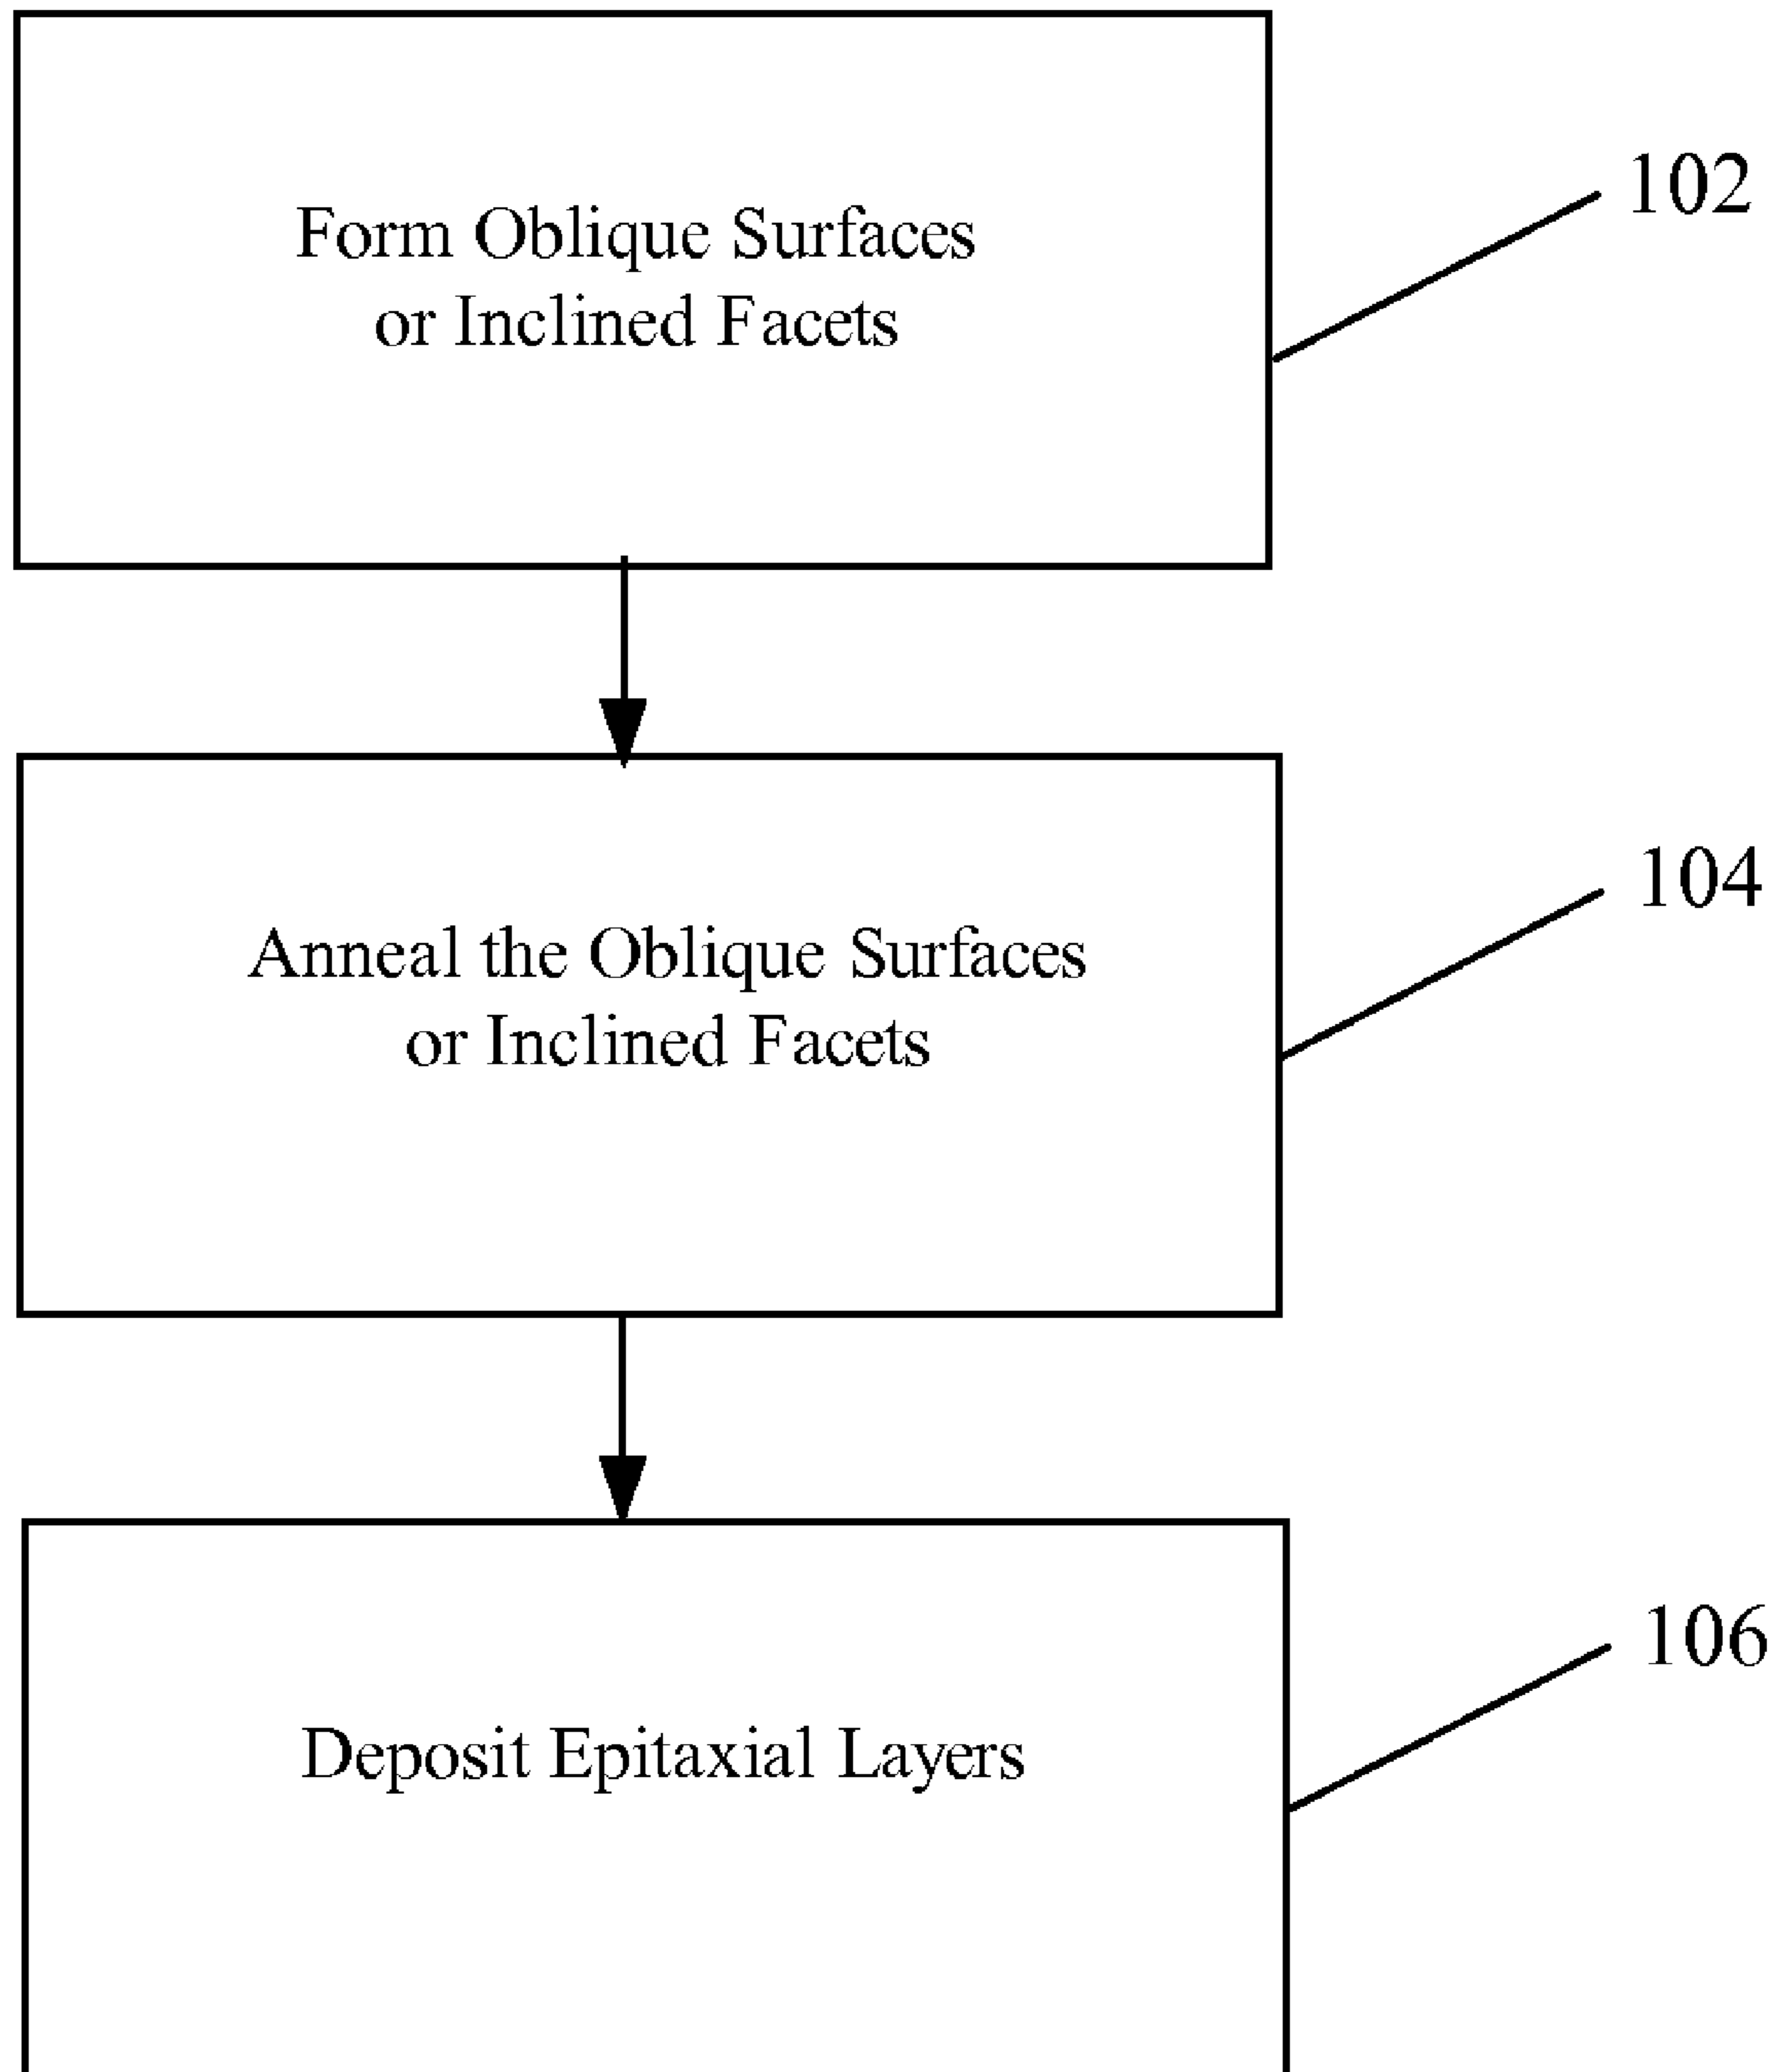 Form Oblique Surfaces
or Inclined Facets
102
Anneal the Oblique Surfaces
or Inclined Facets
104
Deposit Epitaxial Layers
106